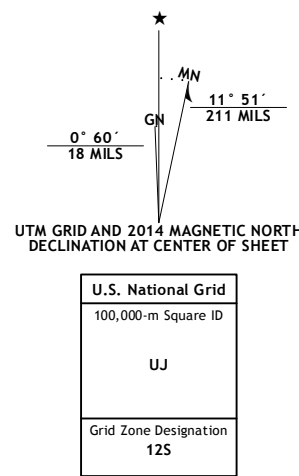 ★
MN
11° 51´
211 MILS
GN
0° 60´
18 MILS
UTM GRID AND 2014 MAGNETIC NORTH
DECLINATION AT CENTER OF SHEET
U.S. National Grid
100,000-m Square ID
UJ
Grid Zone Designation
12S